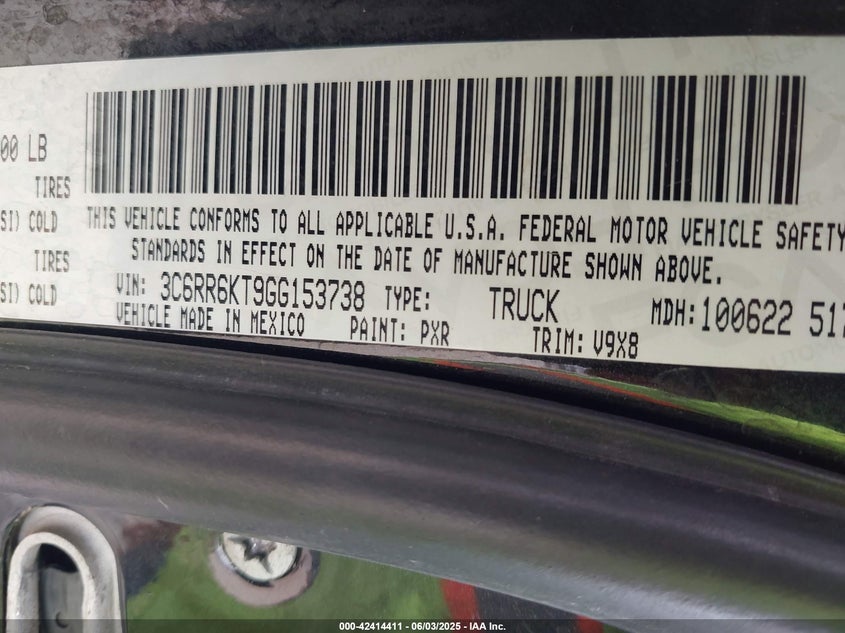 00 LB
TIRES
SI) COLD
TIRES
SI) COLD
THIS VEHICLE CONFORMS TO ALL APPLICABLE U.S.A. FEDERAL MOTOR VEHICLE SAFETY
STANDARDS IN EFFECT ON THE DATE OF MANUFACTURE SHOWN ABOVE.
VIN: 3C6RR6KT9GG153738 TYPE: TRUCK MDH: 100622 517
VEHICLE MADE IN MEXICO PAINT: PXR TRIM: V9X8
000-42414411 - 06/03/2025 - IAA Inc.